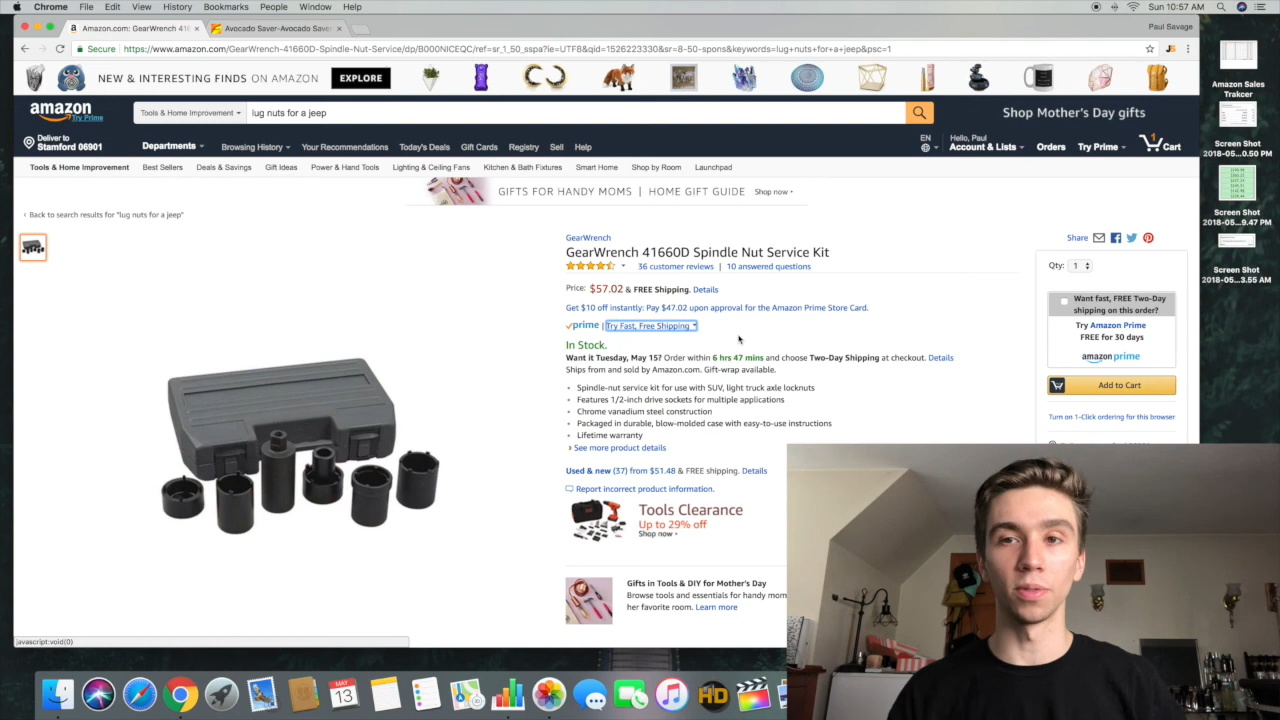 Chrome File Edit View History Bookmarks People Window Help
Sun 10:57 AM
Amazon.com: GearWrench 416
Avocado Saver-Avocado Saver
Paul Savage
Secure https://www.amazon.com/GearWrench-41660D-Spindle-Nut-Service/dp/B000NICEQC/ref=sr_1_50_sspa?ie=UTF8&qid=1526223330&sr=8-50-spons&keywords=lug+nuts+for+a+jeep&psc=1
NEW & INTERESTING FINDS ON AMAZON EXPLORE
amazon
Try Prime
Tools & Home Improvement
lug nuts for a jeep
Shop Mother's Day gifts
Deliver to
Stamford 06901
Departments
Browsing History
Your Recommendations
Today's Deals
Gift Cards
Registry
Sell
Help
EN
Hello, Paul
Account & Lists
Orders
Try Prime
1
Cart
Tools & Home Improvement
Best Sellers
Deals & Savings
Gift Ideas
Power & Hand Tools
Lighting & Ceiling Fans
Kitchen & Bath Fixtures
Smart Home
Shop by Room
Launchpad
GIFTS FOR HANDY MOMS | HOME GIFT GUIDE Shop now
‹ Back to search results for "lug nuts for a jeep"
GearWrench
GearWrench 41660D Spindle Nut Service Kit
36 customer reviews | 10 answered questions
Price: $57.02 & FREE Shipping. Details
Get $10 off instantly: Pay $47.02 upon approval for the Amazon Prime Store Card.
prime | Try Fast, Free Shipping
In Stock.
Want it Tuesday, May 15? Order within 6 hrs 47 mins and choose Two-Day Shipping at checkout. Details
Ships from and sold by Amazon.com. Gift-wrap available.
• Spindle-nut service kit for use with SUV, light truck axle locknuts
• Features 1/2-inch drive sockets for multiple applications
• Chrome vanadium steel construction
• Packaged in durable, blow-molded case with easy-to-use instructions
• Lifetime warranty
› See more product details
Used & new (37) from $51.48 & FREE shipping. Details
Report incorrect product information.
Tools Clearance
Up to 29% off
Shop now
Gifts in Tools & DIY for Mother's Day
Browse tools and essentials for handy mom
her favorite room. Learn more
Share
Qty: 1
Want fast, FREE Two-Day
shipping on this order?
Try Amazon Prime
FREE for 30 days
amazon prime
Add to Cart
Turn on 1-Click ordering for this browser
Amazon Sales
Trakcer
Screen Shot
2018-05...0.50 PM
Screen Shot
2018-05...9.47 PM
Screen Shot
2018-05...3.55 AM
javascript:void(0)
MAY
13
HD